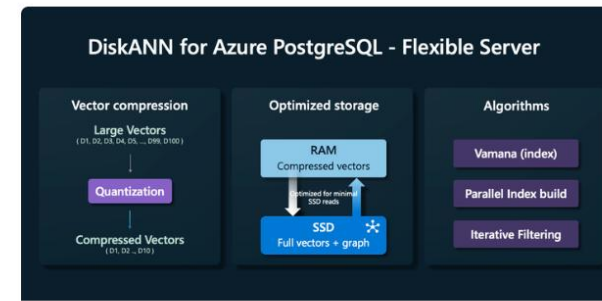 DiskANN for Azure PostgreSQL - Flexible Server
Vector compression
Large Vectors
( D1, D2, D3, D4, D5, ..., D99, D100 )
Quantization
Compressed Vectors
( D1, D2 .., D10 )
Optimized storage
RAM
Compressed vectors
Optimized for minimal
SSD reads
SSD
Full vectors + graph
Algorithms
Vamana (index)
Parallel Index build
Iterative Filtering